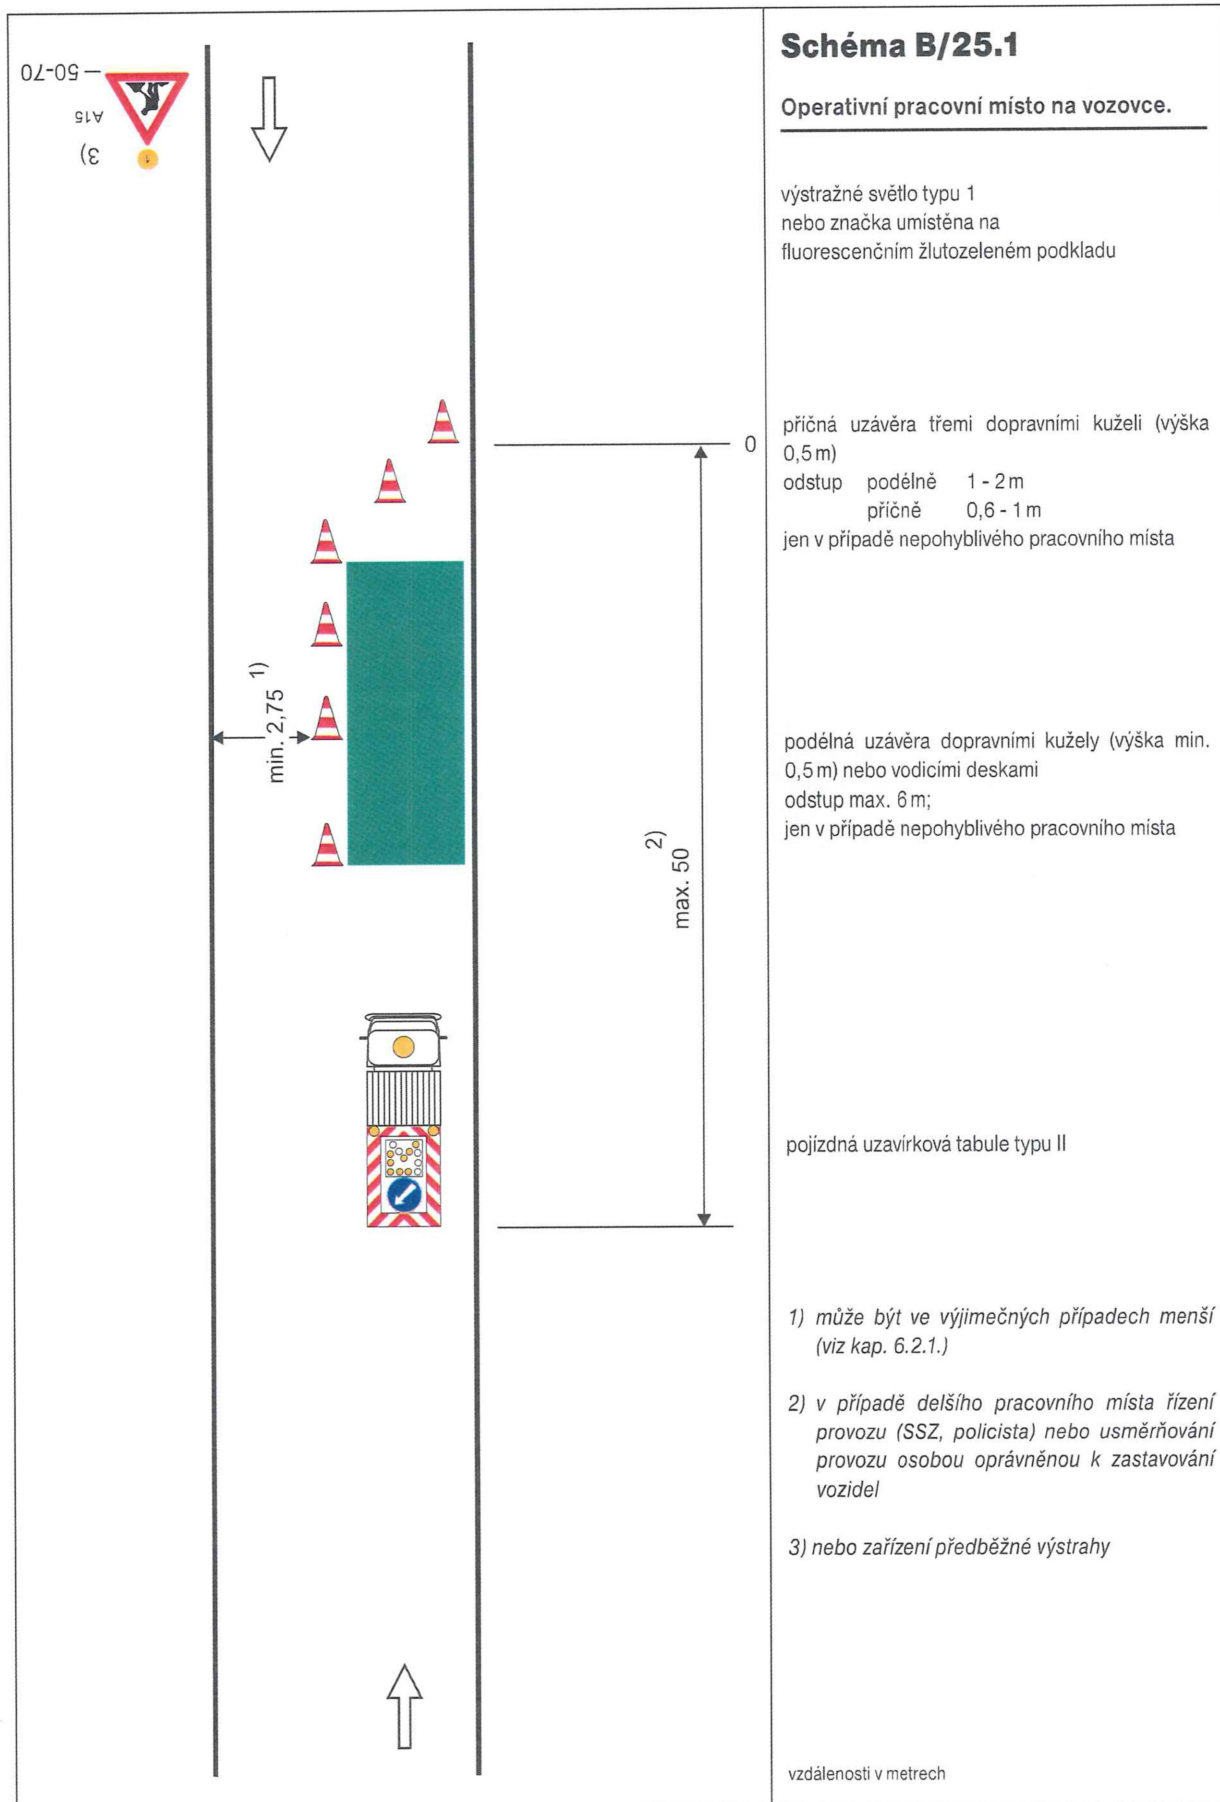 Schéma B/25.1
Operativní pracovní místo na vozovce.
50-70
A15
3)
1
výstražné světlo typu 1
nebo značka umístěna na
fluorescenčním žlutozeleném podkladu
0
příčná uzávěra třemi dopravními kuželi (výška
0,5 m)
odstup podélně 1 - 2 m
příčně 0,6 - 1 m
jen v případě nepohyblivého pracovního místa
min. 2,75 1)
max. 50 2)
podélná uzávěra dopravními kužely (výška min.
0,5 m) nebo vodicími deskami
odstup max. 6 m;
jen v případě nepohyblivého pracovního místa
pojízdná uzavírková tabule typu II
1) může být ve výjimečných případech menší
(viz kap. 6.2.1.)
2) v případě delšího pracovního místa řízení
provozu (SSZ, policista) nebo usměrňování
provozu osobou oprávněnou k zastavování
vozidel
3) nebo zařízení předběžné výstrahy
vzdálenosti v metrech